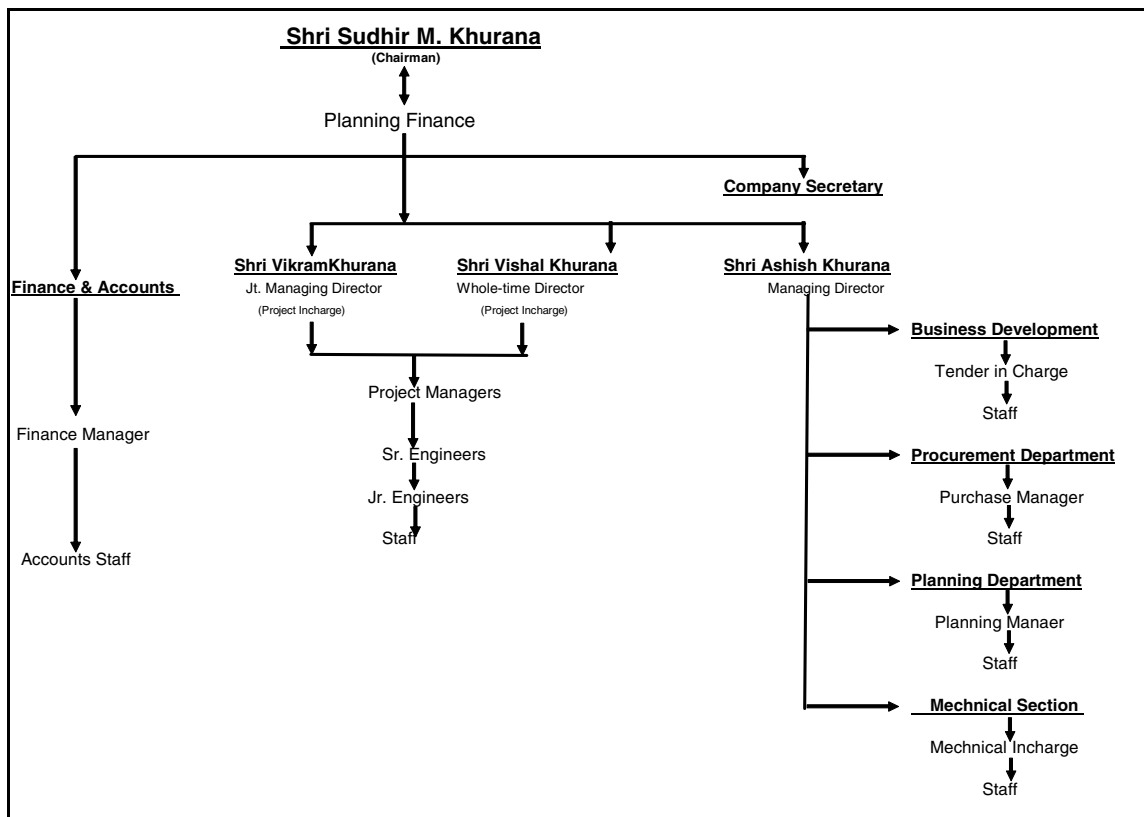 Shri Sudhir M. Khurana
(Chairman)
Planning Finance
Company Secretary
Finance & Accounts
Shri VikramKhurana
Jt. Managing Director
(Project Incharge)
Shri Vishal Khurana
Whole-time Director
(Project Incharge)
Shri Ashish Khurana
Managing Director
Finance Manager
Accounts Staff
Project Managers
Sr. Engineers
Jr. Engineers
Staff
Business Development
Tender in Charge
Staff
Procurement Department
Purchase Manager
Staff
Planning Department
Planning Manaer
Staff
Mechnical Section
Mechnical Incharge
Staff